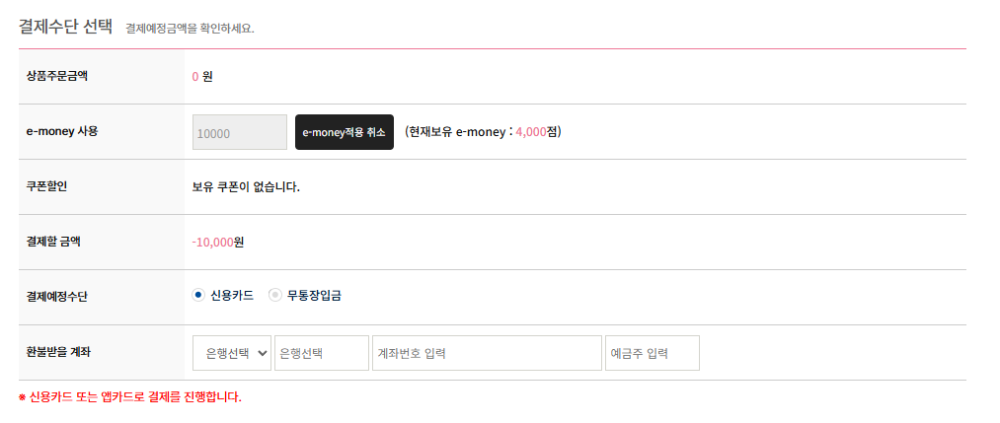 결제수단 선택 결제예정금액을 확인하세요.
상품주문금액 0 원
e-money 사용 10000 e-money적용 취소 (현재보유 e-money : 4,000점)
쿠폰할인 보유 쿠폰이 없습니다.
결제할 금액 -10,000원
결제예정수단 신용카드 무통장입금
환불받을 계좌 은행선택 은행선택 계좌번호 입력 예금주 입력
※ 신용카드 또는 앱카드로 결제를 진행합니다.